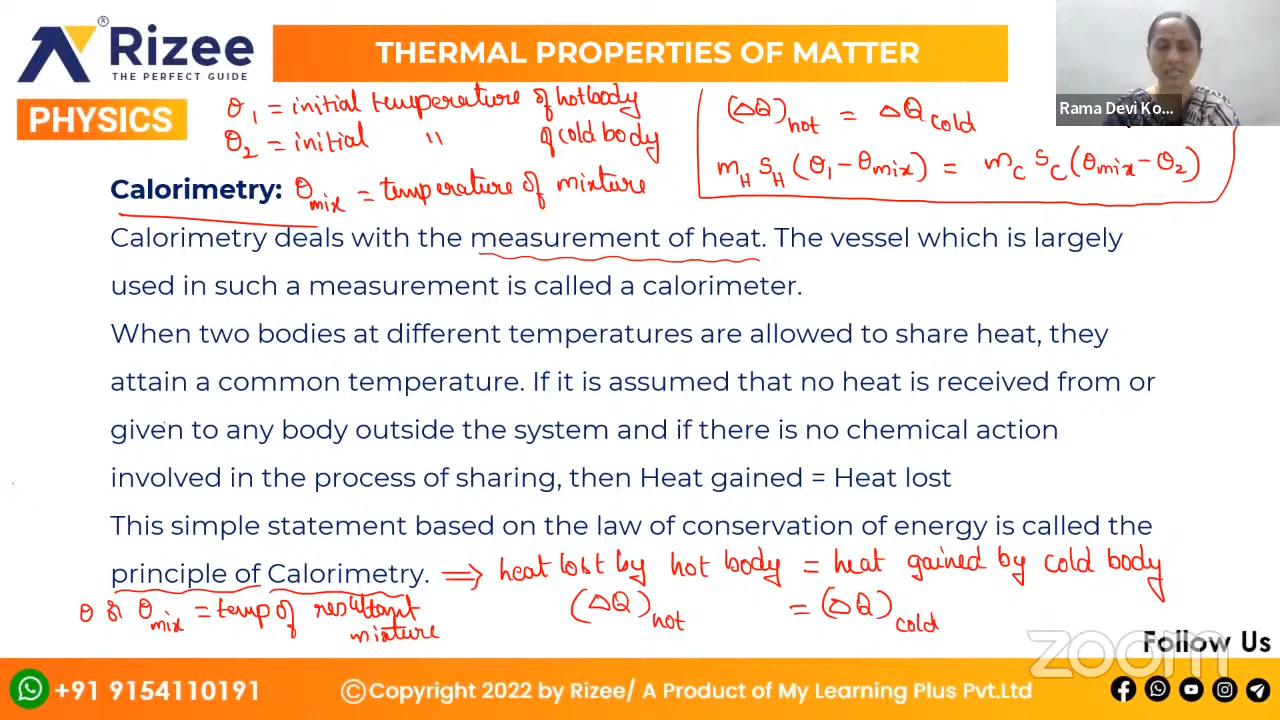 Rizee®
THE PERFECT GUIDE
THERMAL PROPERTIES OF MATTER
Rama Devi Ko...
PHYSICS
θ₁ = initial temperature of hot body
θ₂ = initial " of cold body
(ΔQ)hot = ΔQcold
mH SH (θ₁ - θmix) = mC SC (θmix - θ₂)
Calorimetry: θmix = temperature of mixture
Calorimetry deals with the measurement of heat. The vessel which is largely
used in such a measurement is called a calorimeter.
When two bodies at different temperatures are allowed to share heat, they
attain a common temperature. If it is assumed that no heat is received from or
given to any body outside the system and if there is no chemical action
involved in the process of sharing, then Heat gained = Heat lost
This simple statement based on the law of conservation of energy is called the
principle of Calorimetry. ⇒ heat lost by hot body = heat gained by cold body
θ or θmix = temp of resultant
mixture
(ΔQ)hot = (ΔQ)cold
zoom
Follow Us
+91 9154110191
©Copyright 2022 by Rizee/ A Product of My Learning Plus Pvt.Ltd